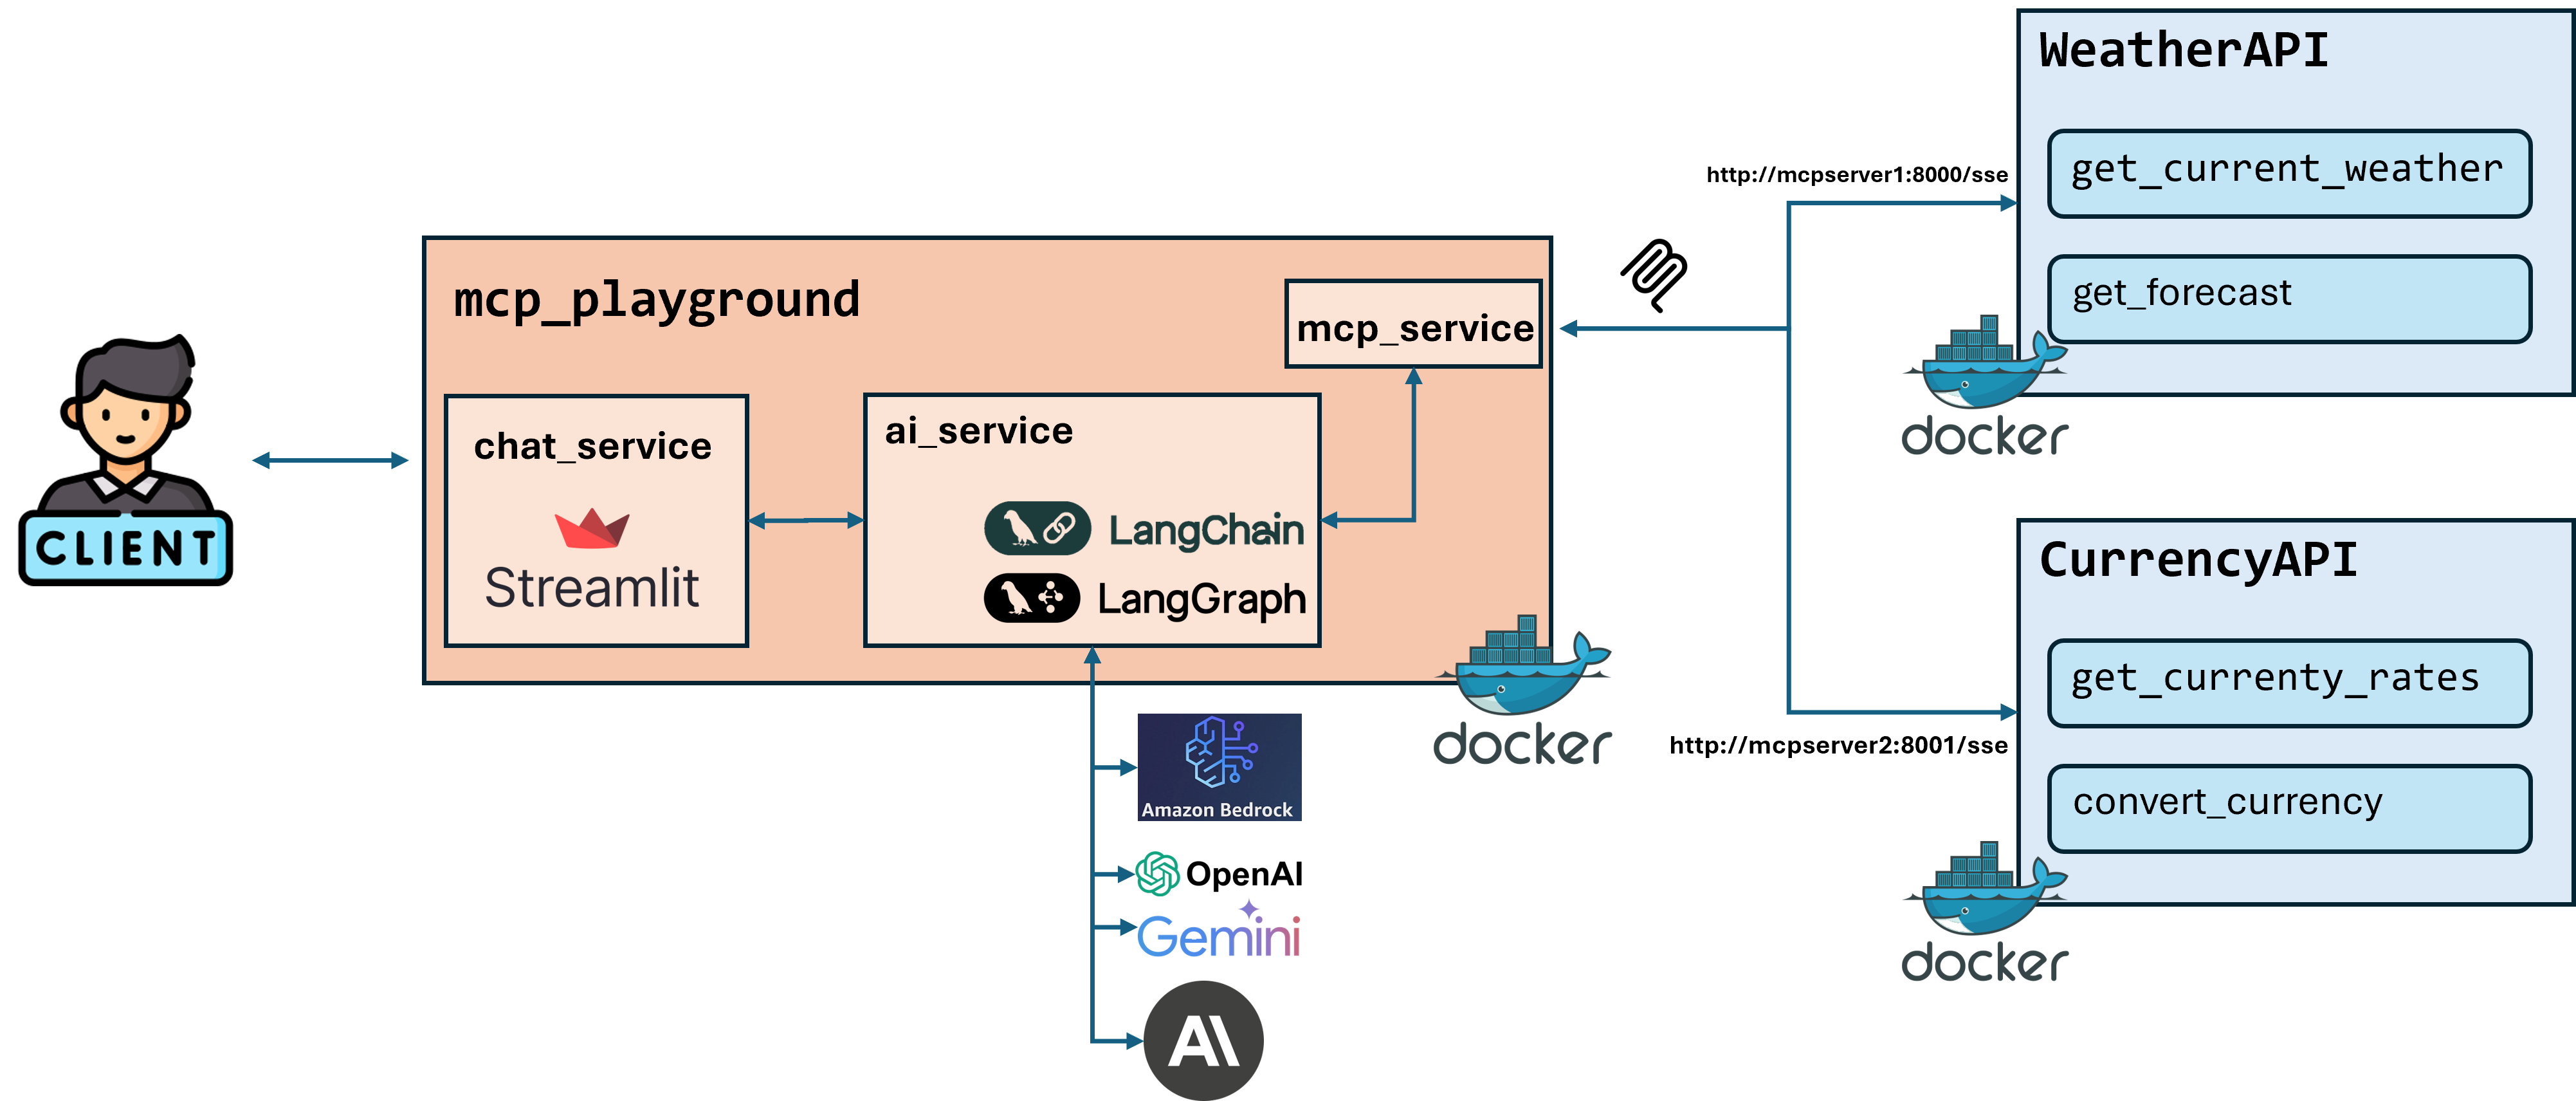 CLIENT
mcp_playground
chat_service
Streamlit
ai_service
LangChain
LangGraph
mcp_service
docker
Amazon Bedrock
OpenAI
Gemini
AI
http://mcpserver1:8000/sse
WeatherAPI
get_current_weather
get_forecast
docker
http://mcpserver2:8001/sse
CurrencyAPI
get_currenty_rates
convert_currency
docker